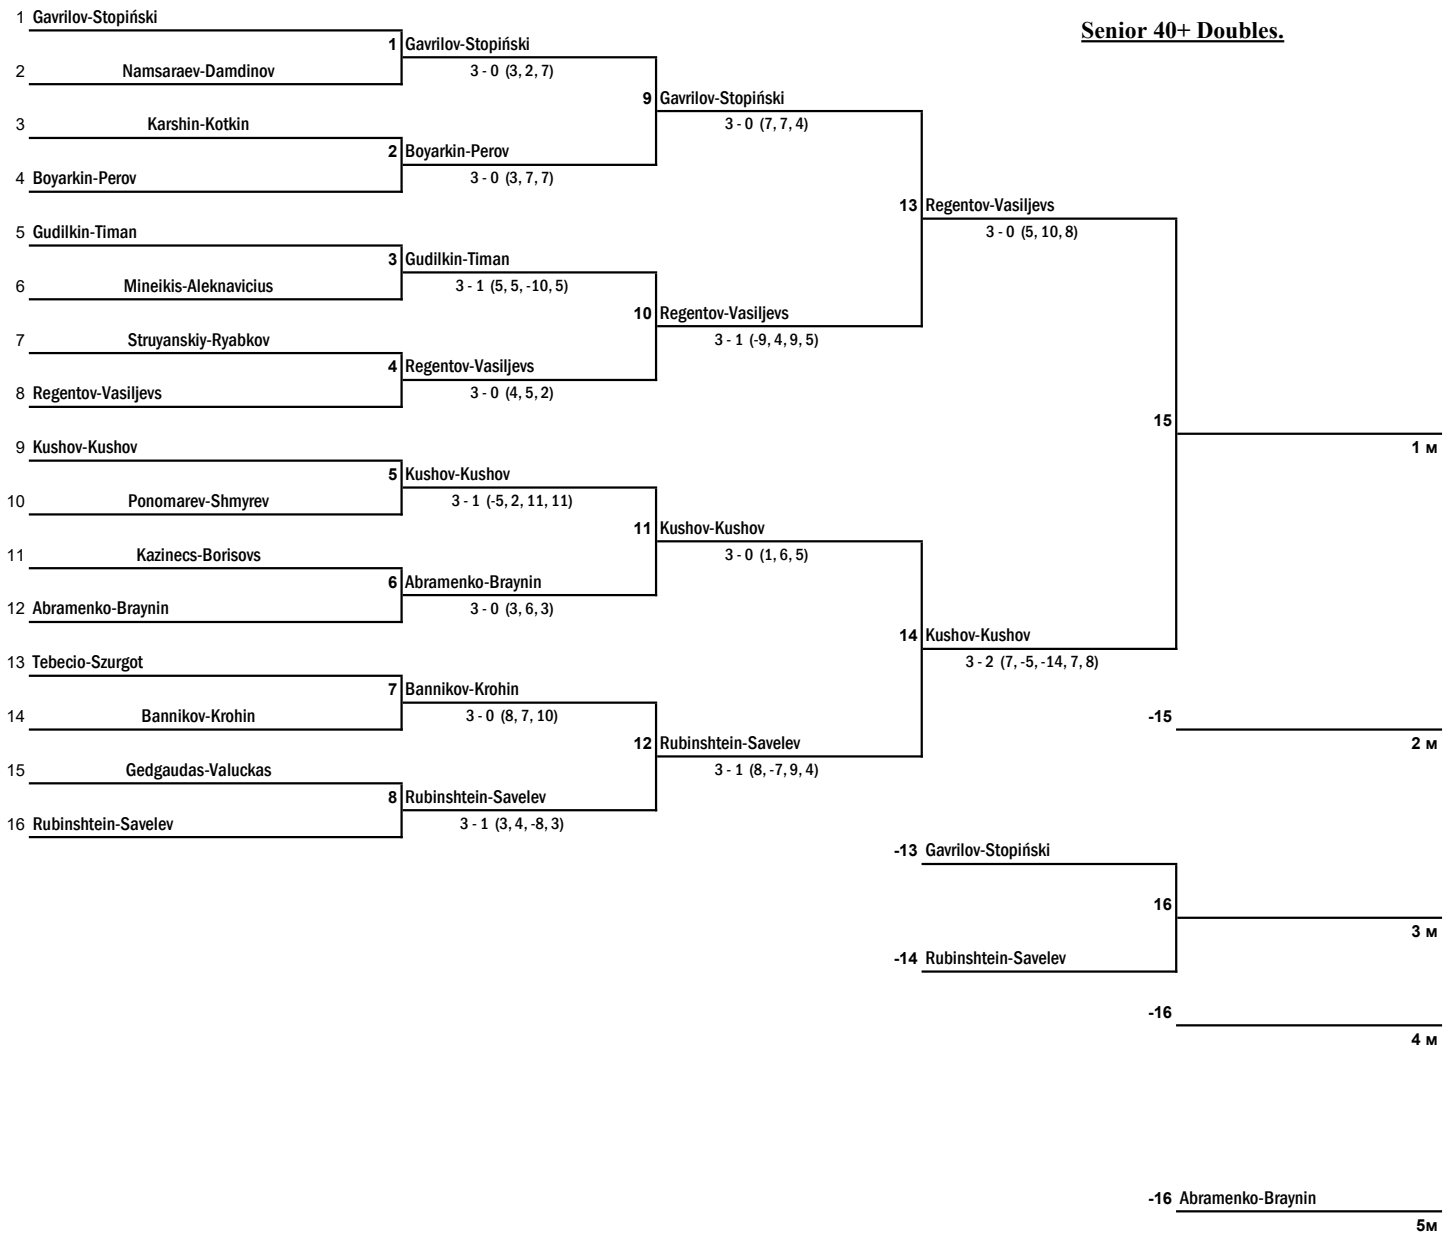 1 Gavrilov-Stopiński
Senior 40+ Doubles.
1 Gavrilov-Stopiński
2 Namsaraev-Damdinov
3 - 0 (3, 2, 7)
9 Gavrilov-Stopiński
3 Karshin-Kotkin
3 - 0 (7, 7, 4)
2 Boyarkin-Perov
4 Boyarkin-Perov
3 - 0 (3, 7, 7)
13 Regentov-Vasiljevs
5 Gudilkin-Timan
3 - 0 (5, 10, 8)
3 Gudilkin-Timan
6 Mineikis-Aleknavicius
3 - 1 (5, 5, -10, 5)
10 Regentov-Vasiljevs
7 Struyanskiy-Ryabkov
3 - 1 (-9, 4, 9, 5)
4 Regentov-Vasiljevs
8 Regentov-Vasiljevs
3 - 0 (4, 5, 2)
15
9 Kushov-Kushov
1 м
5 Kushov-Kushov
10 Ponomarev-Shmyrev
3 - 1 (-5, 2, 11, 11)
11 Kushov-Kushov
11 Kazinecs-Borisovs
3 - 0 (1, 6, 5)
6 Abramenko-Braynin
12 Abramenko-Braynin
3 - 0 (3, 6, 3)
14 Kushov-Kushov
13 Tebecio-Szurgot
3 - 2 (7, -5, -14, 7, 8)
7 Bannikov-Krohin
14 Bannikov-Krohin
3 - 0 (8, 7, 10)
-15
12 Rubinshtein-Savelev
2 м
15 Gedgaudas-Valuckas
3 - 1 (8, -7, 9, 4)
8 Rubinshtein-Savelev
16 Rubinshtein-Savelev
3 - 1 (3, 4, -8, 3)
-13 Gavrilov-Stopiński
16
3 м
-14 Rubinshtein-Savelev
-16
4 м
-16 Abramenko-Braynin
5м